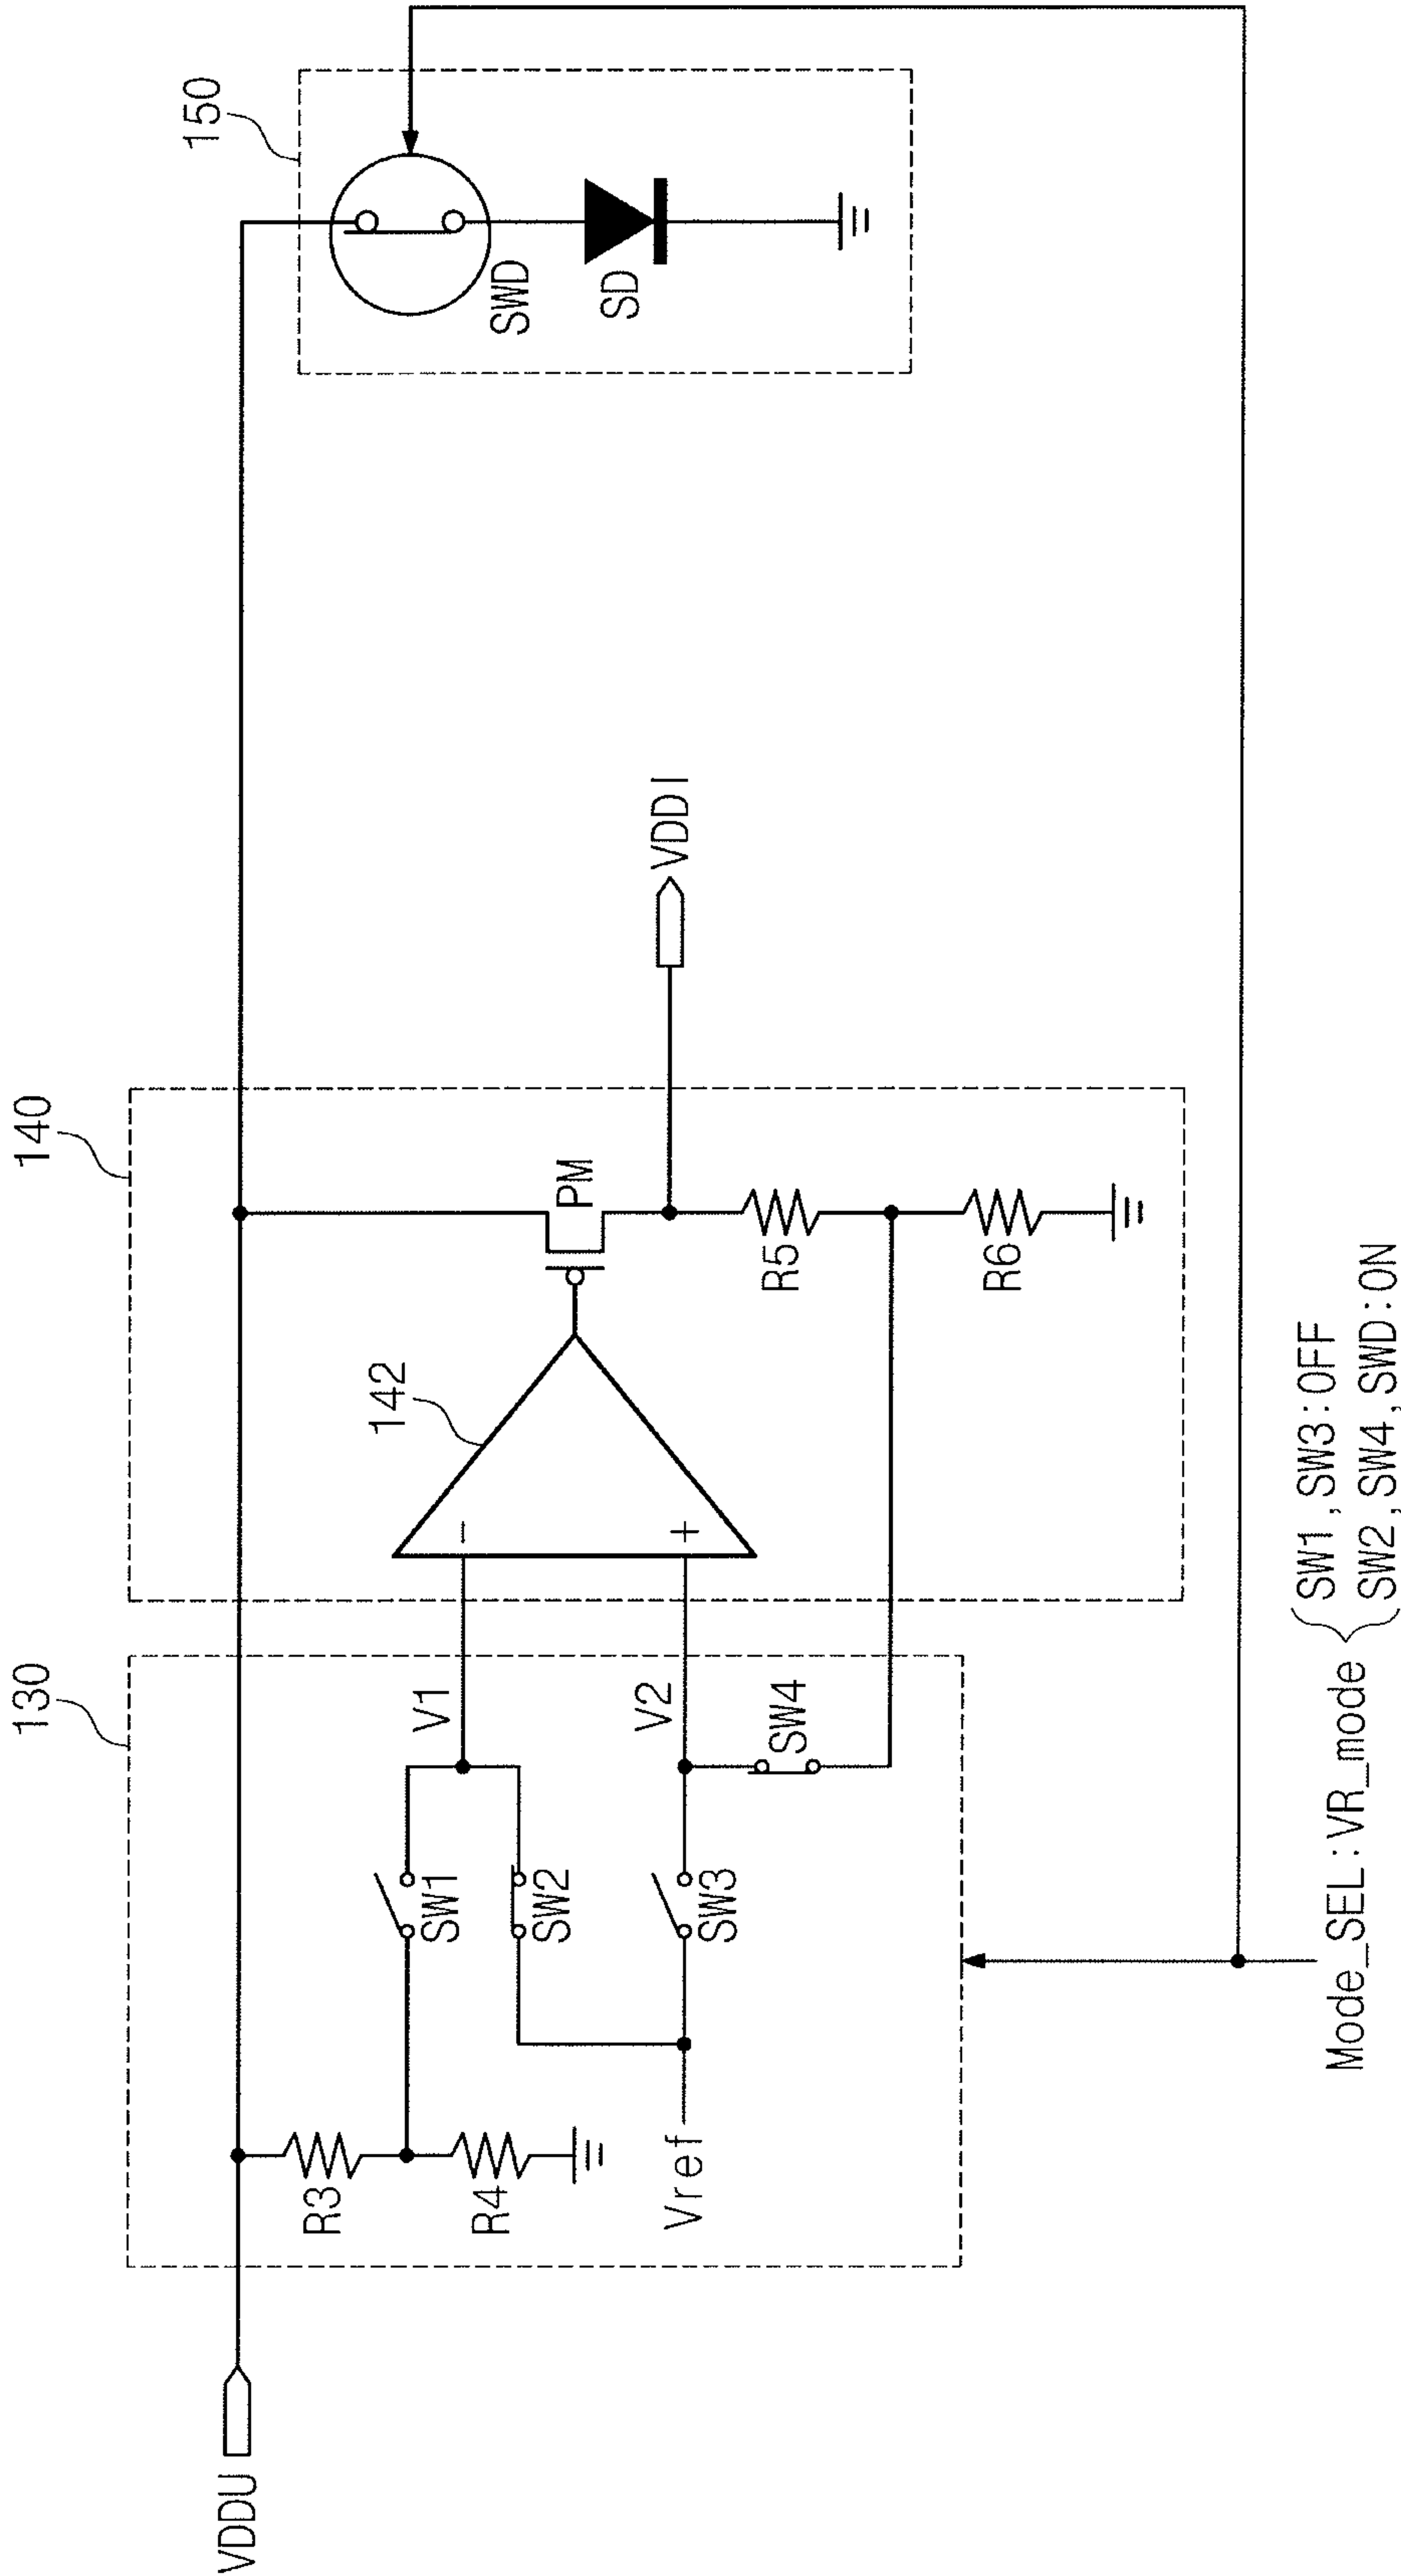 130
140
150
VDDU
R3
R4
Vref
SW1
SW2
SW3
SW4
V1
V2
142
-
+
PM
R5
R6
VDDI
SWD
SD
Mode_SEL:VR_mode
SW1,SW3:OFF
SW2,SW4,SWD:ON